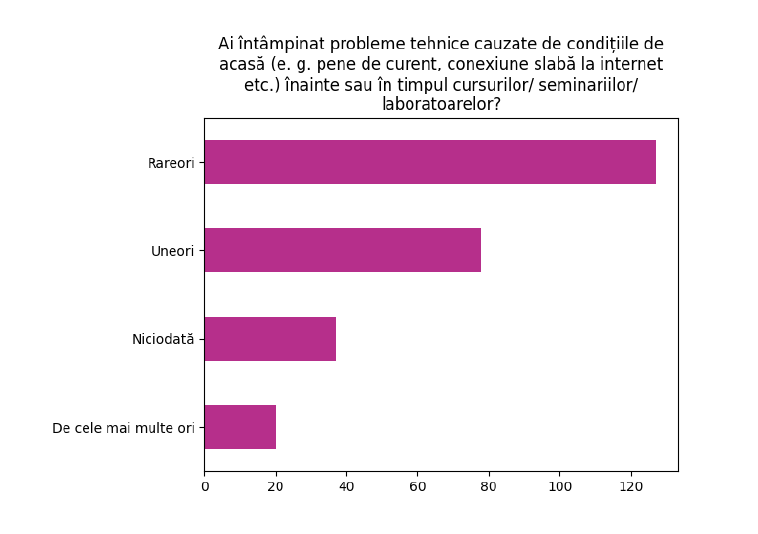 Ai întâmpinat probleme tehnice cauzate de condițiile de
acasă (e. g. pene de curent, conexiune slabă la internet
etc.) înainte sau în timpul cursurilor/ seminariilor/
laboratoarelor?
Rareori
Uneori
Niciodată
De cele mai multe ori
0 20 40 60 80 100 120